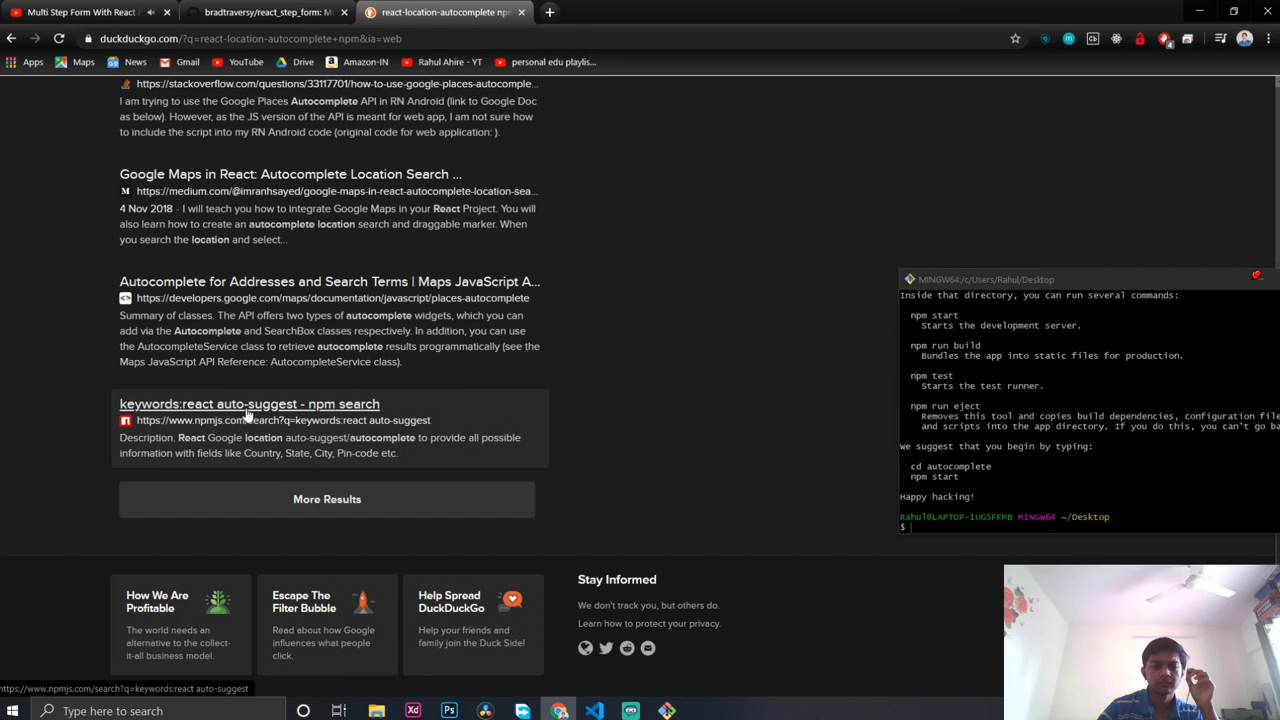 Multi Step Form With React
bradtraversy/react_step_form: M
react-location-autocomplete npm
duckduckgo.com/?q=react-location-autocomplete+npm&ia=web
Apps
Maps
News
Gmail
YouTube
Drive
Amazon-IN
Rahul Ahire - YT
personal edu playlis...
https://stackoverflow.com/questions/33117701/how-to-use-google-places-autocomple...
I am trying to use the Google Places Autocomplete API in RN Android (link to Google Doc
as below). However, as the JS version of the API is meant for web app, I am not sure how
to include the script into my RN Android code (original code for web application: ).
Google Maps in React: Autocomplete Location Search ...
https://medium.com/@imranhsayed/google-maps-in-react-autocomplete-location-sea...
4 Nov 2018 · I will teach you how to integrate Google Maps in your React Project. You will
also learn how to create an autocomplete location search and draggable marker. When
you search the location and select...
Autocomplete for Addresses and Search Terms | Maps JavaScript A...
https://developers.google.com/maps/documentation/javascript/places-autocomplete
Summary of classes. The API offers two types of autocomplete widgets, which you can
add via the Autocomplete and SearchBox classes respectively. In addition, you can use
the AutocompleteService class to retrieve autocomplete results programmatically (see the
Maps JavaScript API Reference: AutocompleteService class).
keywords:react auto-suggest - npm search
https://www.npmjs.com/search?q=keywords:react auto-suggest
Description. React Google location auto-suggest/autocomplete to provide all possible
information with fields like Country, State, City, Pin-code etc.
More Results
How We Are
Profitable
The world needs an
alternative to the collect-
it-all business model.
Escape The
Filter Bubble
Read about how Google
influences what people
click.
Help Spread
DuckDuckGo
Help your friends and
family join the Duck Side!
Stay Informed
We don't track you, but others do.
Learn how to protect your privacy.
MINGW64:/c/Users/Rahul/Desktop
Inside that directory, you can run several commands:
npm start
Starts the development server.
npm run build
Bundles the app into static files for production.
npm test
Starts the test runner.
npm run eject
Removes this tool and copies build dependencies, configuration file
and scripts into the app directory. If you do this, you can't go ba
We suggest that you begin by typing:
cd autocomplete
npm start
Happy hacking!
Rahul@LAPTOP-1UG5FFMB MINGW64 ~/Desktop
$
https://www.npmjs.com/search?q=keywords:react auto-suggest
Type here to search
Xd
Ps